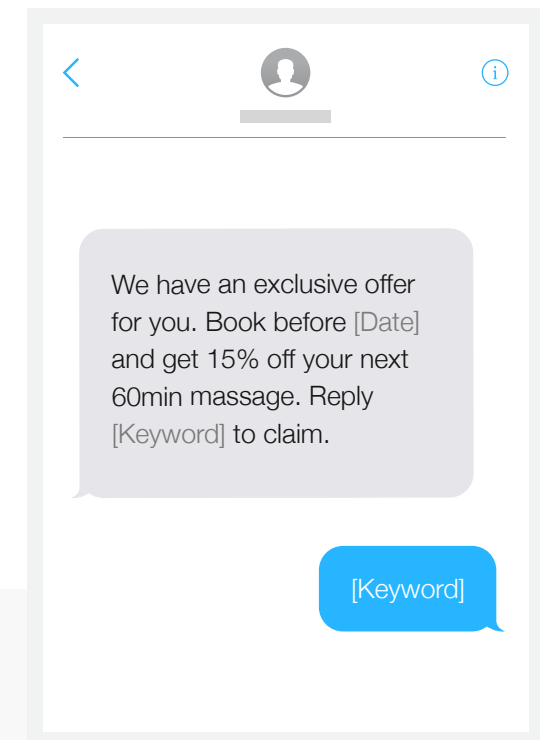 We have an exclusive offer
for you. Book before [Date]
and get 15% off your next
60min massage. Reply
[Keyword] to claim.
[Keyword]